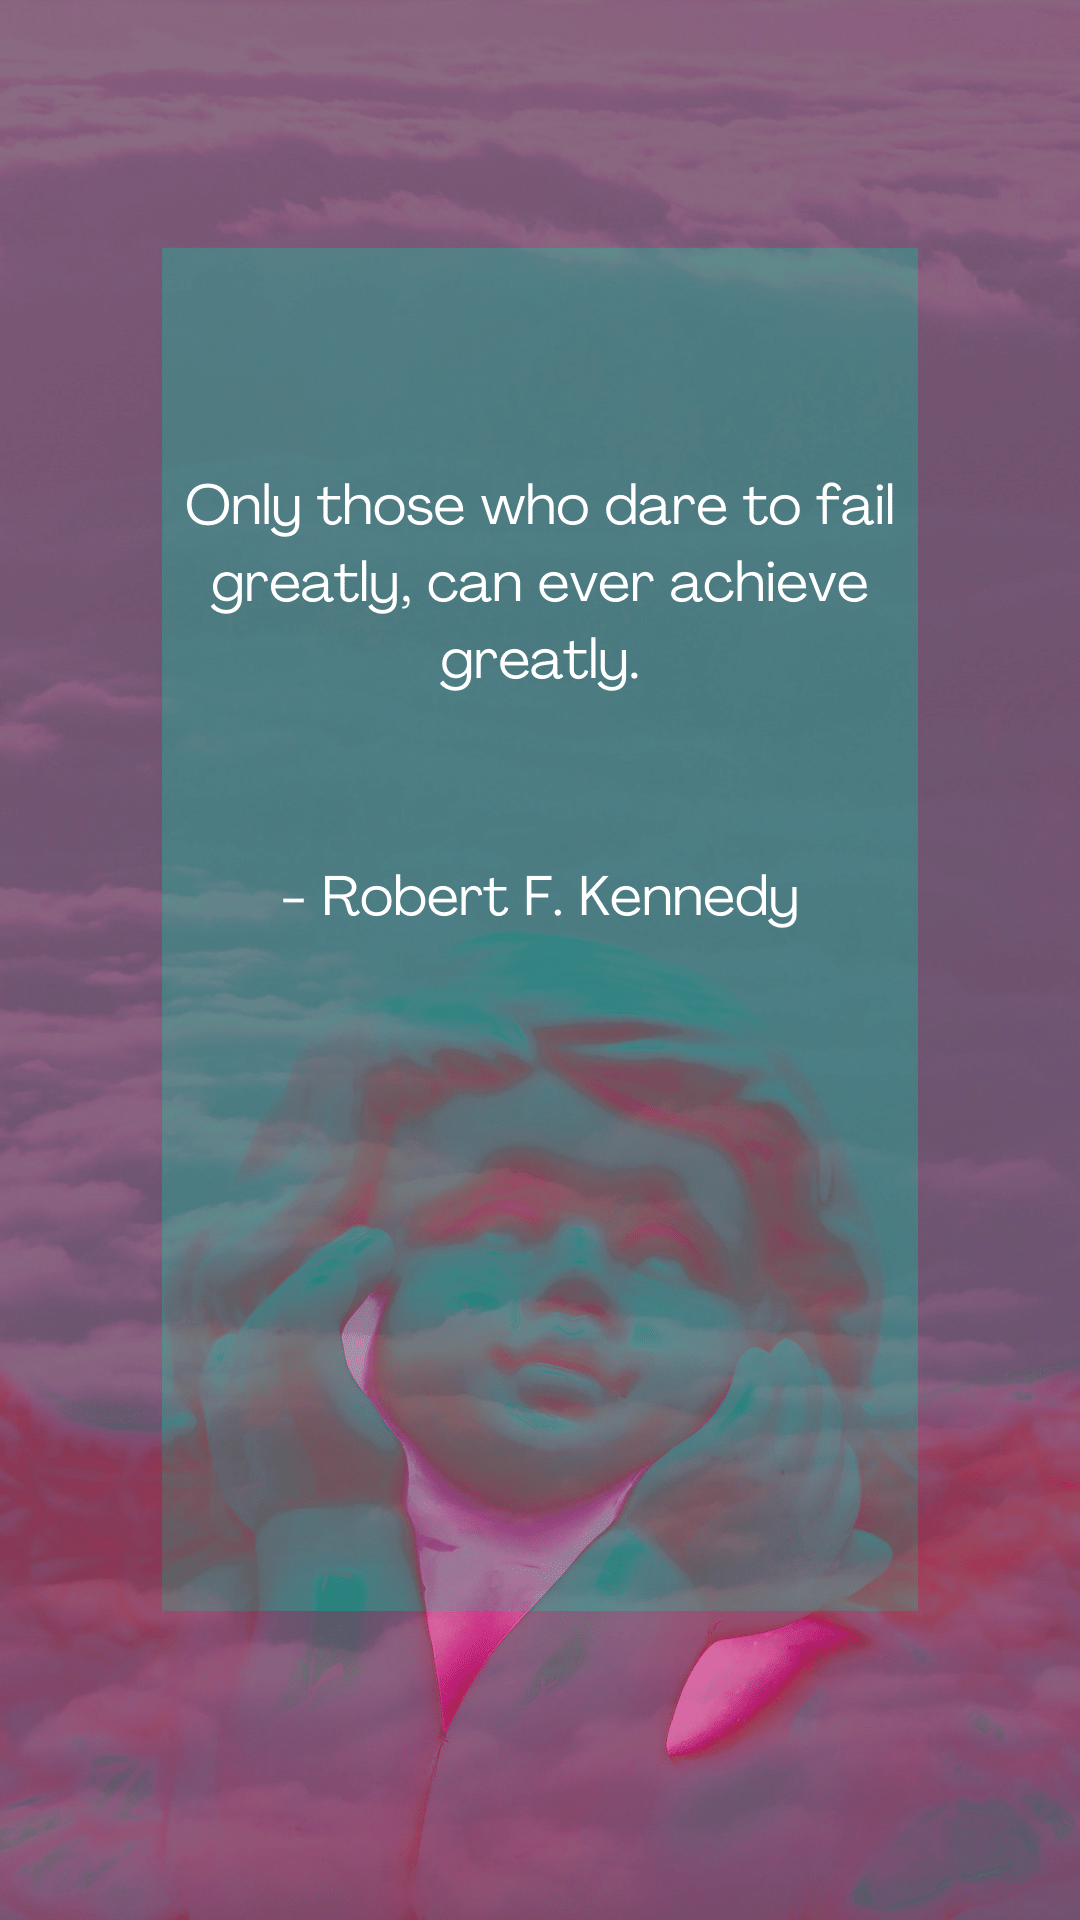 Only those who dare to fail
greatly, can ever achieve
greatly.
- Robert F. Kennedy